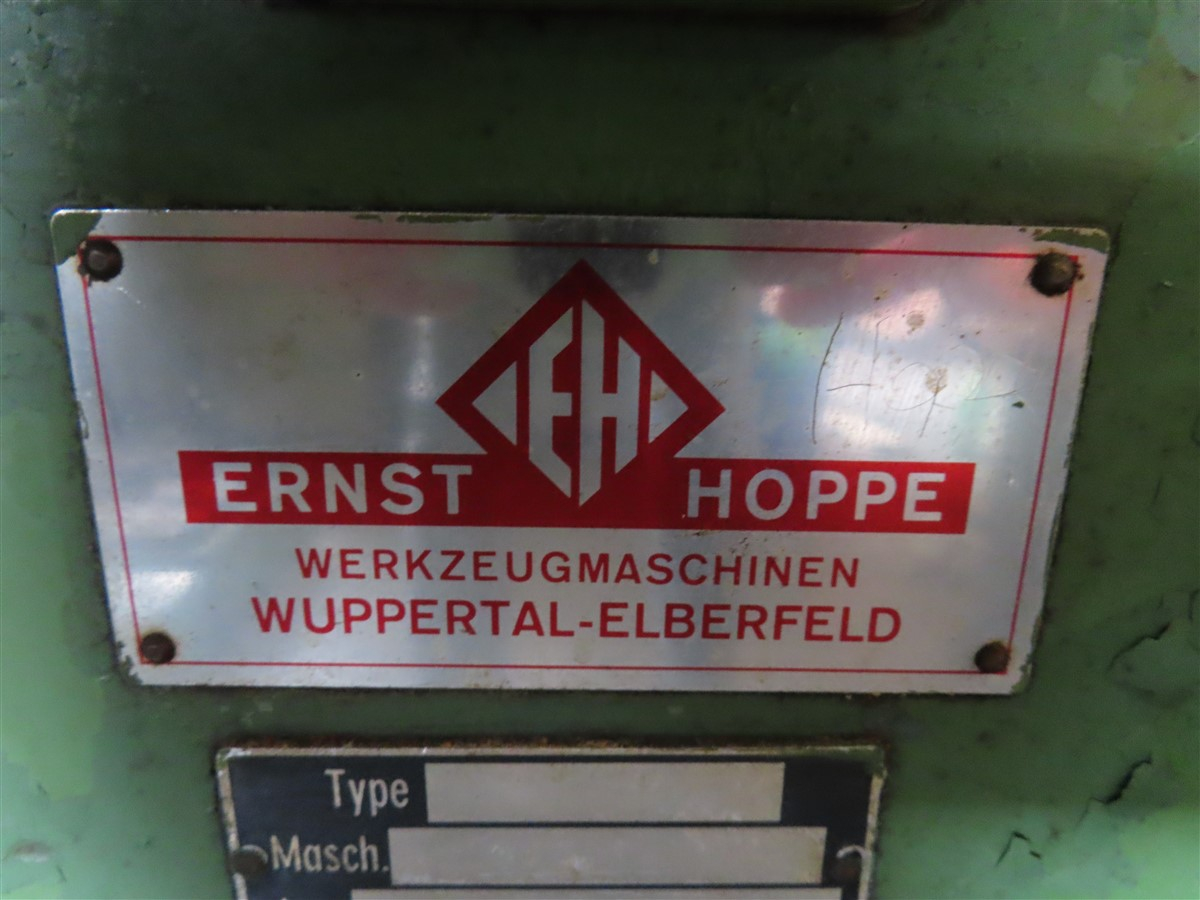 EH
ERNST HOPPE
WERKZEUGMASCHINEN
WUPPERTAL-ELBERFELD
Type
Masch.